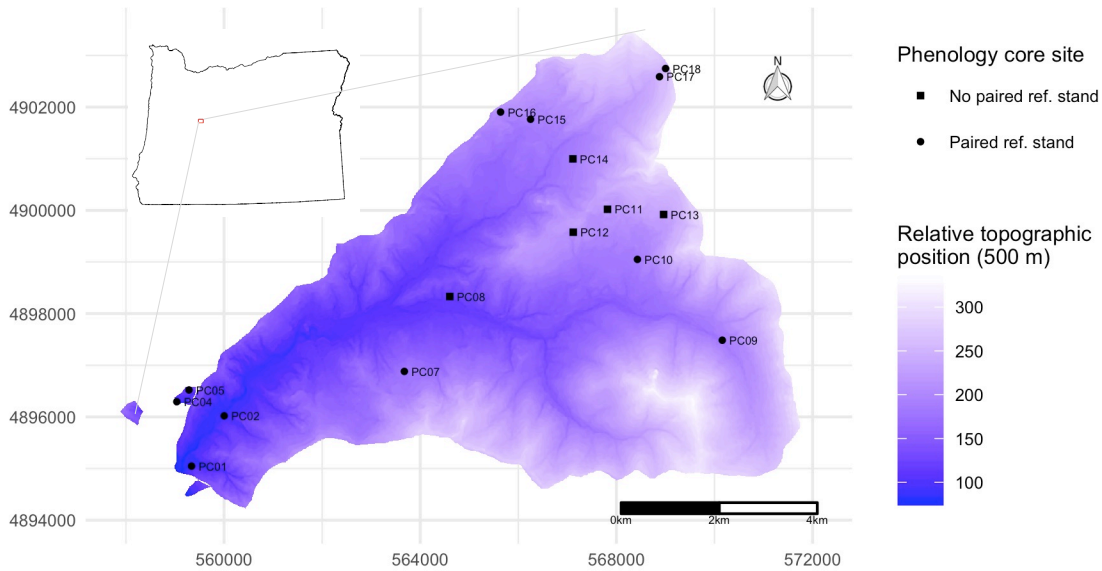 Phenology core site
No paired ref. stand
Paired ref. stand
Relative topographic
position (500 m)
300
250
200
150
100
N
PC18
PC17
PC16
PC15
PC14
PC11
PC13
PC12
PC10
PC08
PC09
PC07
PC05
PC04
PC02
PC01
4902000
4900000
4898000
4896000
4894000
0km
2km
4km
560000
564000
568000
572000